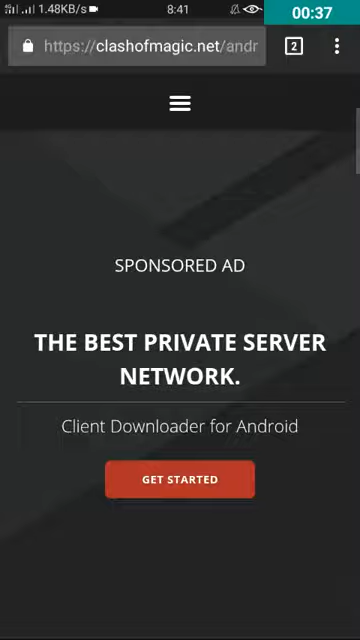 1.48KB/s
8:41
00:37
https://clashofmagic.net/andr
2
SPONSORED AD
THE BEST PRIVATE SERVER
NETWORK.
Client Downloader for Android
GET STARTED